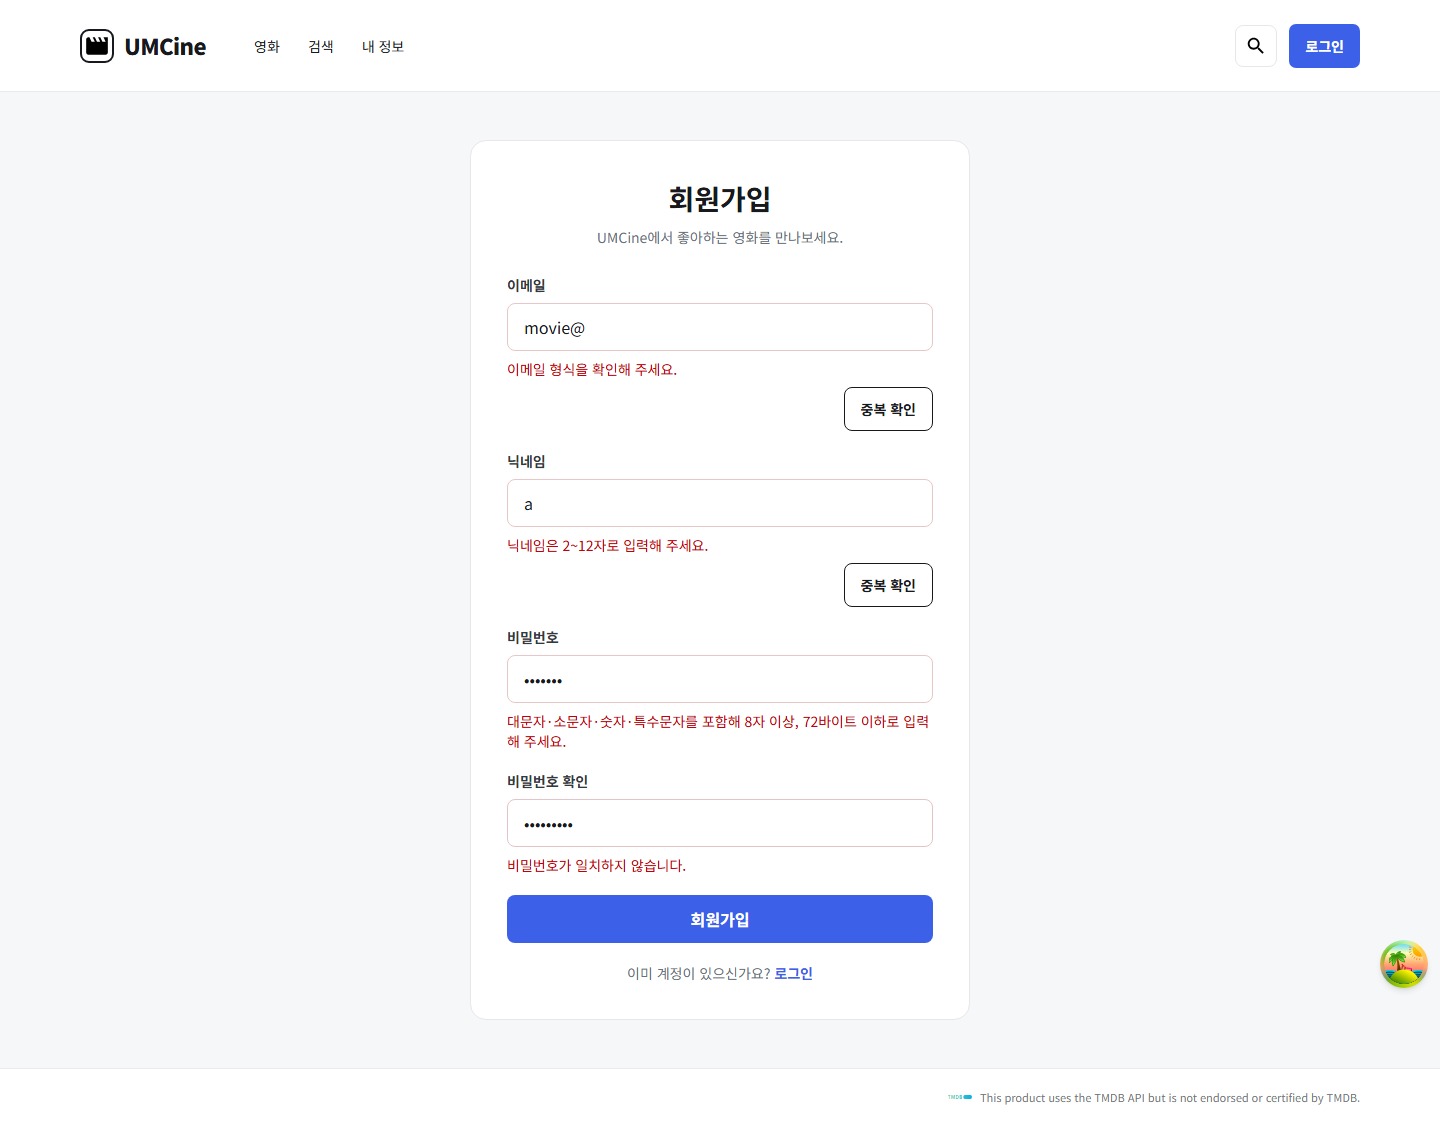 UMCine
영화
검색
내 정보
로그인
회원가입
UMCine에서 좋아하는 영화를 만나보세요.
이메일
movie@
이메일 형식을 확인해 주세요.
중복 확인
닉네임
a
닉네임은 2~12자로 입력해 주세요.
중복 확인
비밀번호
•••••••
대문자·소문자·숫자·특수문자를 포함해 8자 이상, 72바이트 이하로 입력
해 주세요.
비밀번호 확인
•••••••••
비밀번호가 일치하지 않습니다.
회원가입
이미 계정이 있으신가요? 로그인
TMDB This product uses the TMDB API but is not endorsed or certified by TMDB.